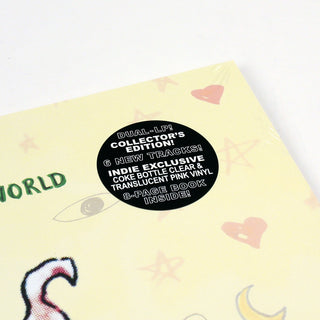 DUAL-LP!
COLLECTOR'S
EDITION!
6 NEW TRACKS!
INDIE EXCLUSIVE
COKE BOTTLE CLEAR &
TRANSLUCENT PINK VINYL
8-PAGE BOOK
INSIDE!
WORLD